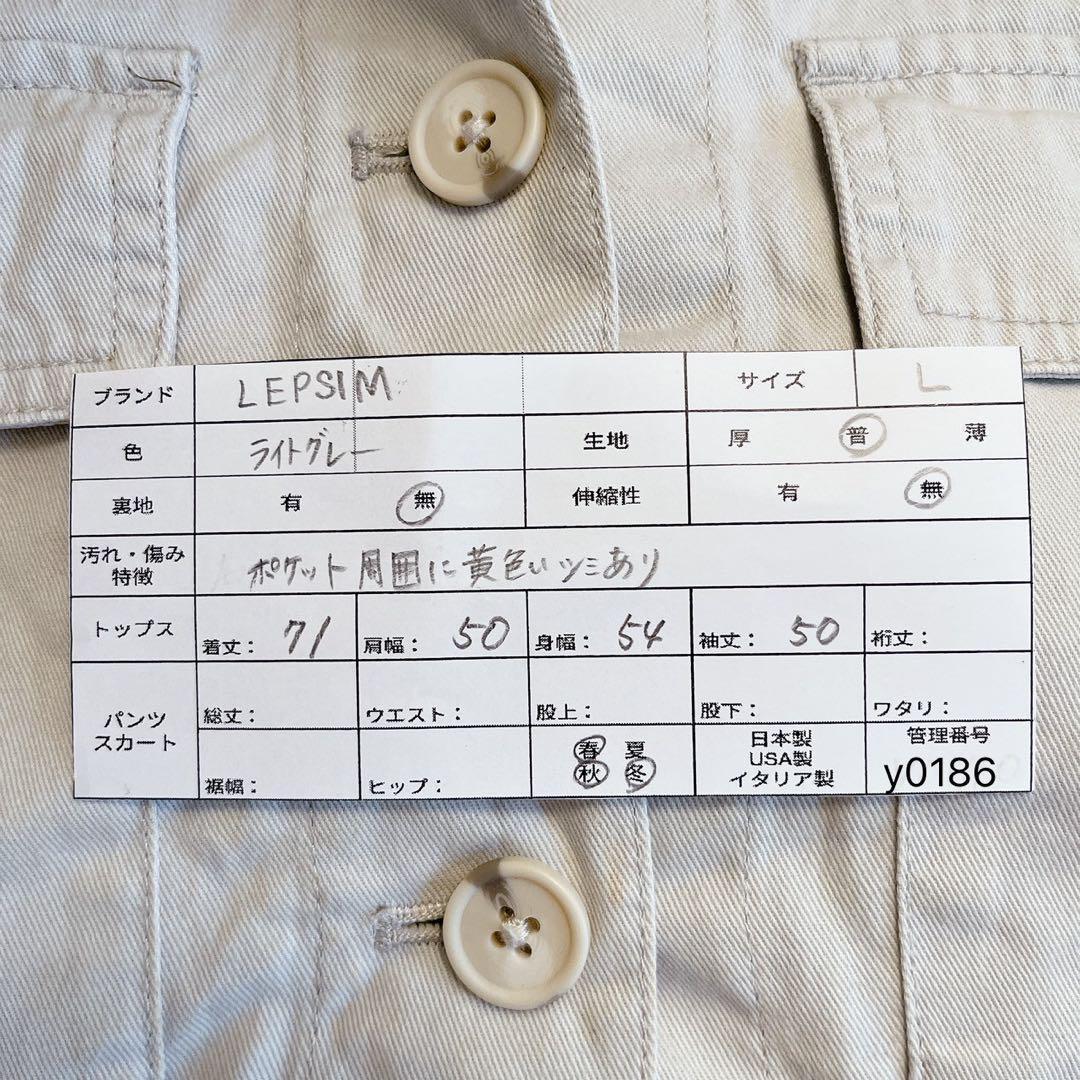 ブランド LEPSIM サイズ L
色 ライトグレー 生地 厚 普 薄
裏地 有 無 伸縮性 有 無
汚れ・傷み
特徴 ポケット周囲に黄色いシミあり
トップス 着丈： 71 肩幅： 50 身幅： 54 袖丈： 50 裄丈：
パンツ
スカート
総丈： ウエスト： 股上： 股下： ワタリ：
裾幅： ヒップ：
春 夏
秋 冬
日本製
USA製
イタリア製
管理番号
y0186